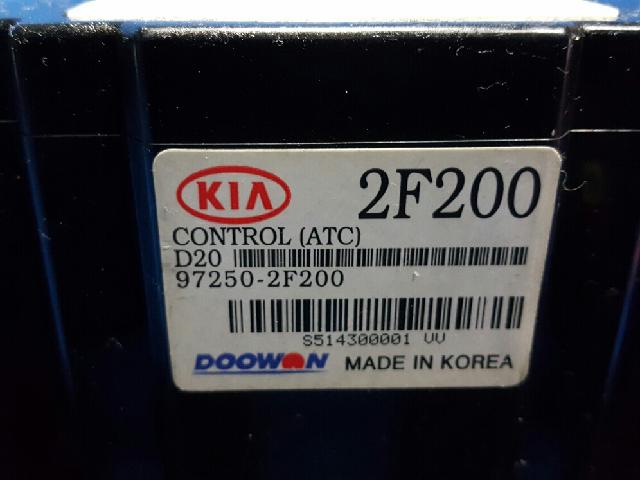 KIA 2F200
CONTROL (ATC)
D20
97250-2F200
S514300001 VV
DOOWON MADE IN KOREA